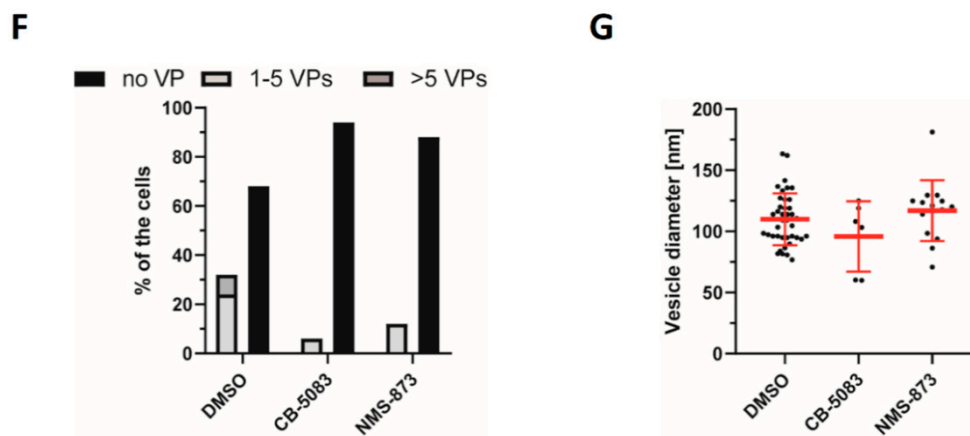 F
no VP 1-5 VPs >5 VPs
% of the cells
100
80
60
40
20
0
DMSO
CB-5083
NMS-873
G
Vesicle diameter [nm]
200
150
100
50
0
DMSO
CB-5083
NMS-873